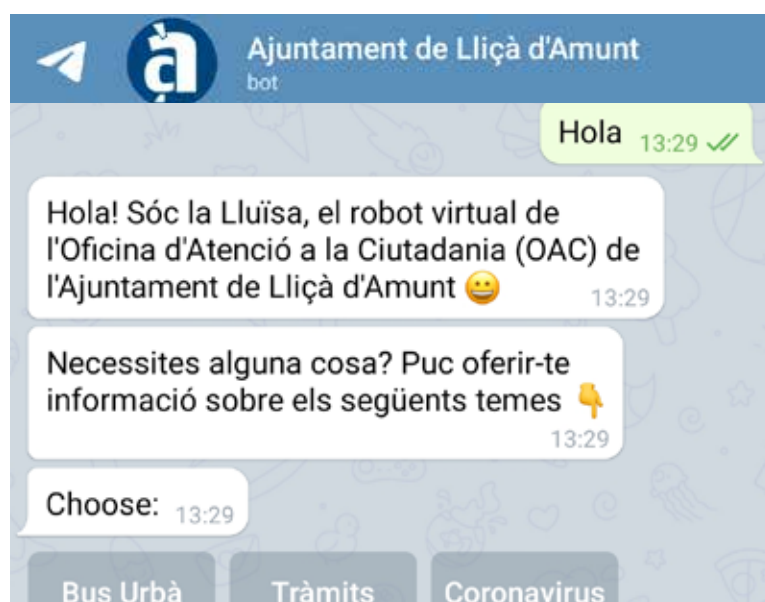 Ajuntament de Lliçà d'Amunt
bot
Hola 13:29
Hola! Sóc la Lluïsa, el robot virtual de
l'Oficina d'Atenció a la Ciutadania (OAC) de
l'Ajuntament de Lliçà d'Amunt 😀 13:29
Necessites alguna cosa? Puc oferir-te
informació sobre els següents temes 👇
13:29
Choose: 13:29
Bus Urbà Tràmits Coronavirus